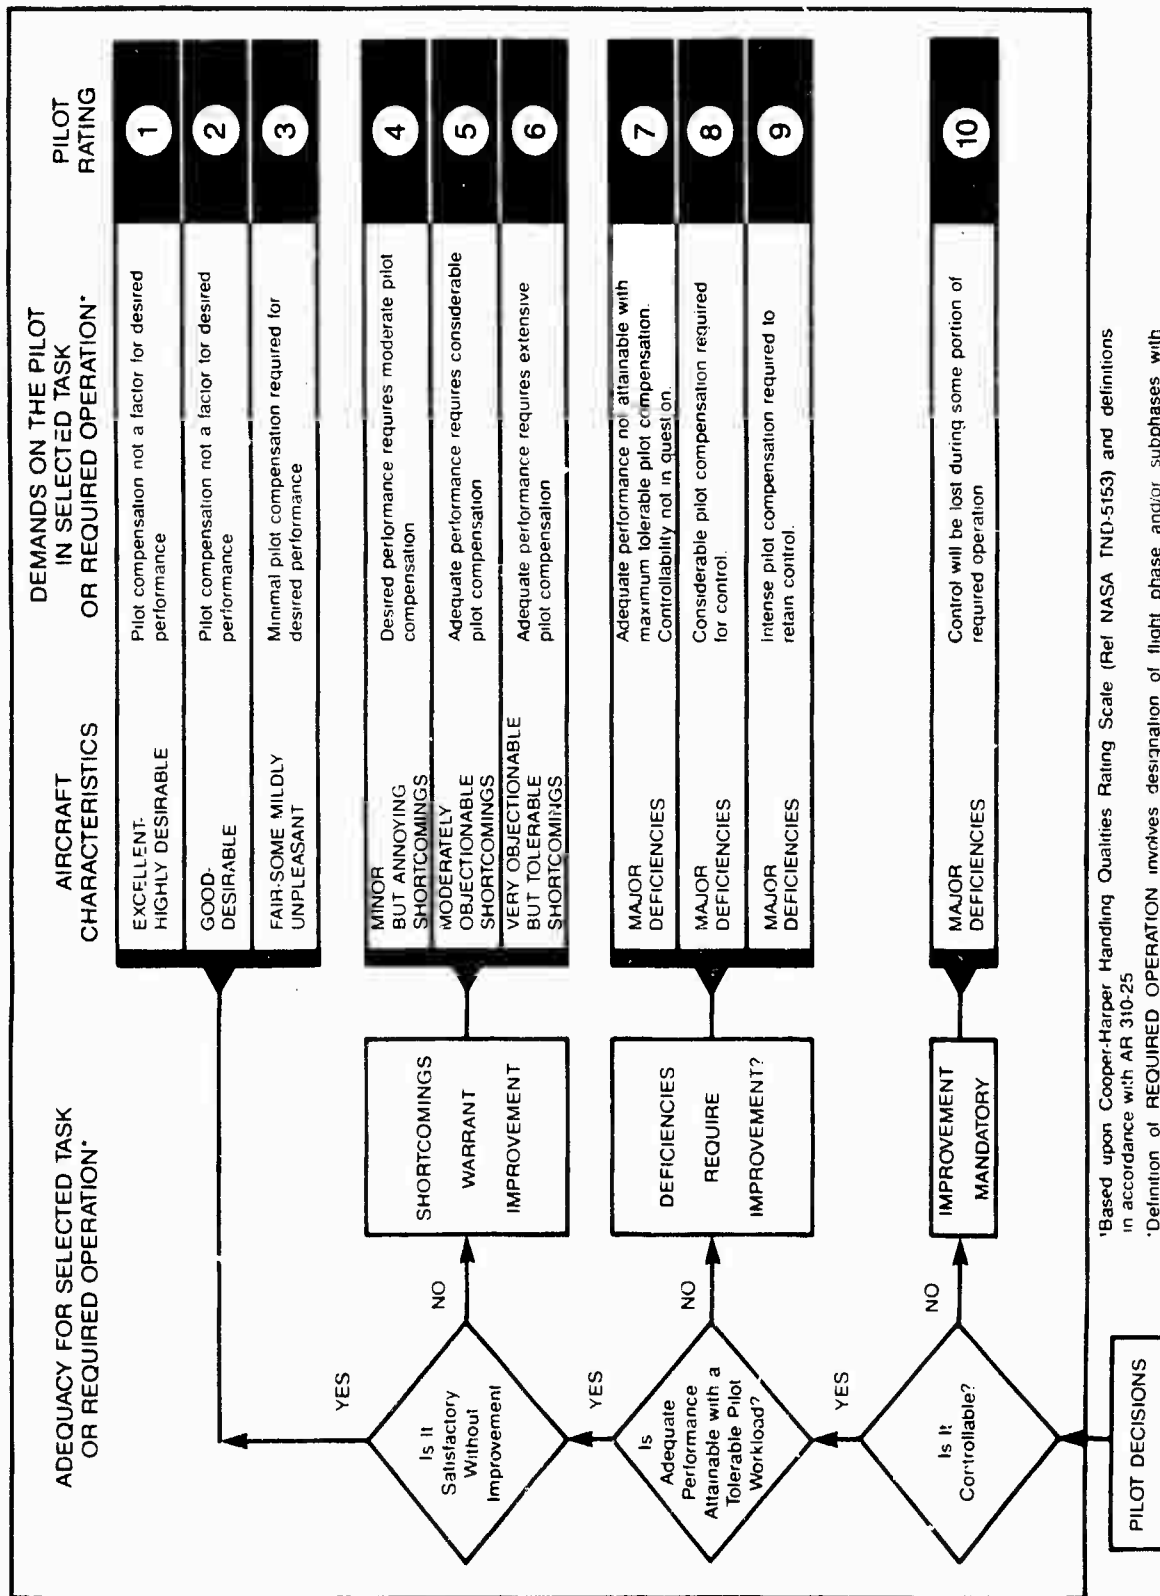 ADEQUACY FOR SELECTED TASK
OR REQUIRED OPERATION*
AIRCRAFT
CHARACTERISTICS
DEMANDS ON THE PILOT
IN SELECTED TASK
OR REQUIRED OPERATION*
PILOT
RATING
EXCELLENT-
HIGHLY DESIRABLE
Pilot compensation not a factor for desired
performance
1
GOOD-
DESIRABLE
Pilot compensation not a factor for desired
performance
2
FAIR-SOME MILDLY
UNPLEASANT
Minimal pilot compensation required for
desired performance
3
YES
Is It
Satisfactory
Without
Improvement
NO
SHORTCOMINGS
WARRANT
IMPROVEMENT
MINOR
BUT ANNOYING
SHORTCOMINGS
Desired performance requires moderate pilot
compensation
4
MODERATELY
OBJECTIONABLE
SHORTCOMINGS
Adequate performance requires considerable
pilot compensation
5
VERY OBJECTIONABLE
BUT TOLERABLE
SHORTCOMINGS
Adequate performance requires extensive
pilot compensation
6
YES
Is
Adequate
Performance
Attainable with a
Tolerable Pilot
Workload?
NO
DEFICIENCIES
REQUIRE
IMPROVEMENT?
MAJOR
DEFICIENCIES
Adequate performance not attainable with
maximum tolerable pilot compensation.
Controllability not in question.
7
MAJOR
DEFICIENCIES
Considerable pilot compensation required
for control.
8
MAJOR
DEFICIENCIES
Intense pilot compensation required to
retain control.
9
YES
Is It
Controllable?
NO
IMPROVEMENT
MANDATORY
MAJOR
DEFICIENCIES
Control will be lost during some portion of
required operation
10
PILOT DECISIONS
'Based upon Cooper-Harper Handling Qualities Rating Scale (Ref NASA TND-5153) and definitions
in accordance with AR 310-25
*Definition of REQUIRED OPERATION involves designation of flight phase and/or subphases with